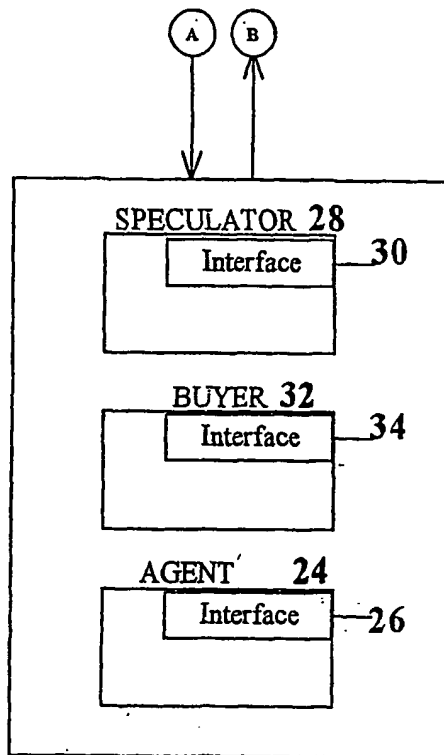 A B
SPECULATOR 28
Interface 30
BUYER 32
Interface 34
AGENT 24
Interface 26